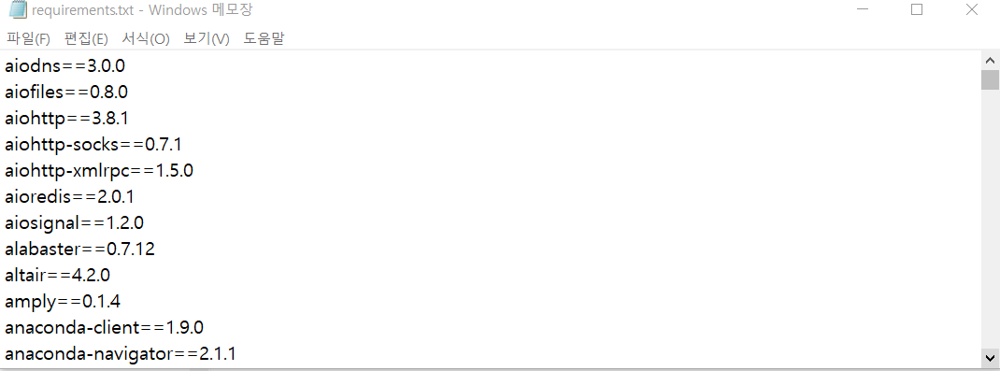 requirements.txt - Windows 메모장
파일(F) 편집(E) 서식(O) 보기(V) 도움말
aiodns==3.0.0
aiofiles==0.8.0
aiohttp==3.8.1
aiohttp-socks==0.7.1
aiohttp-xmlrpc==1.5.0
aioredis==2.0.1
aiosignal==1.2.0
alabaster==0.7.12
altair==4.2.0
amply==0.1.4
anaconda-client==1.9.0
anaconda-navigator==2.1.1